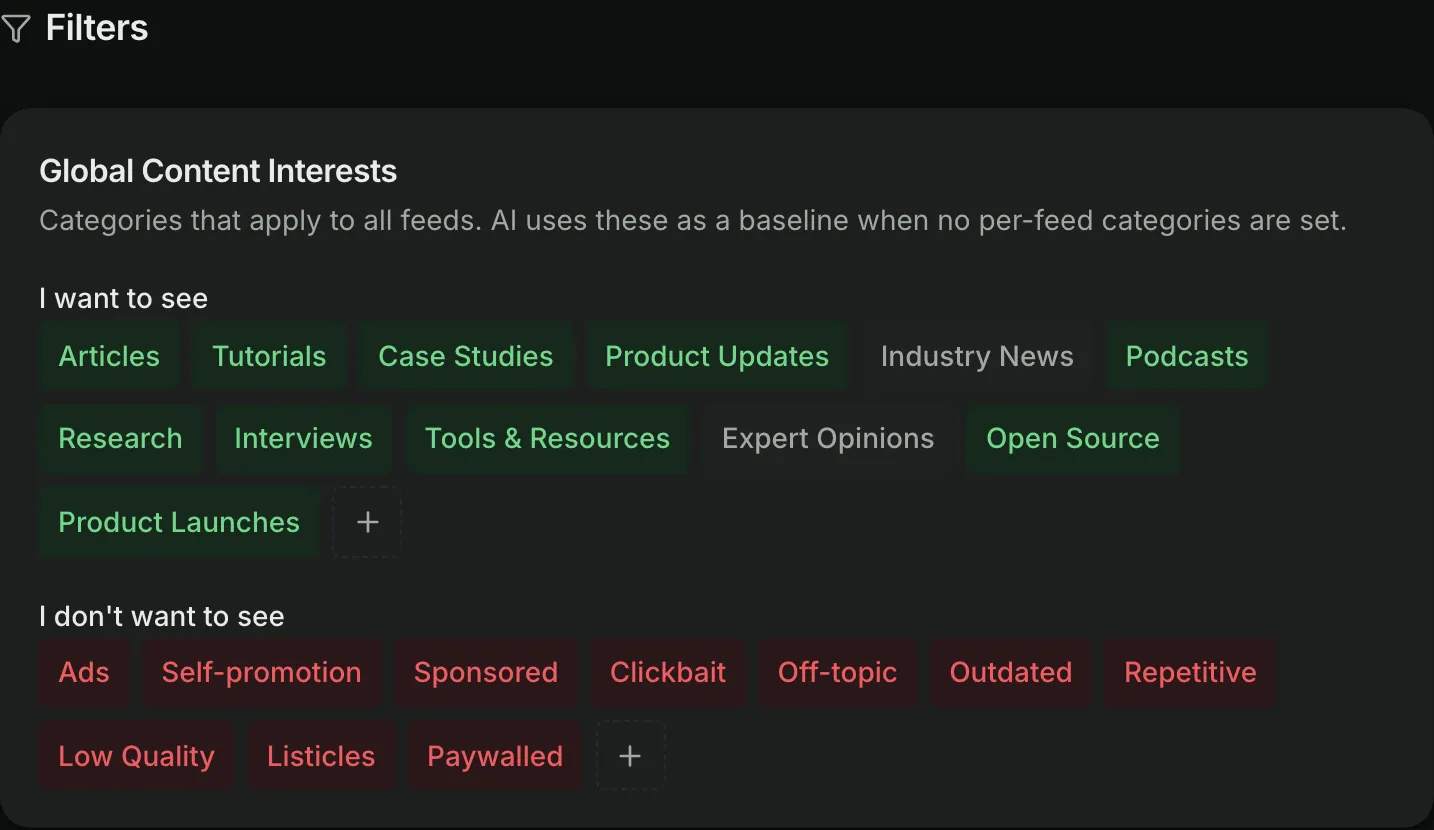 Filters
Global Content Interests
Categories that apply to all feeds. AI uses these as a baseline when no per-feed categories are set.
I want to see
Articles Tutorials Case Studies Product Updates Industry News Podcasts
Research Interviews Tools & Resources Expert Opinions Open Source
Product Launches +
I don't want to see
Ads Self-promotion Sponsored Clickbait Off-topic Outdated Repetitive
Low Quality Listicles Paywalled +